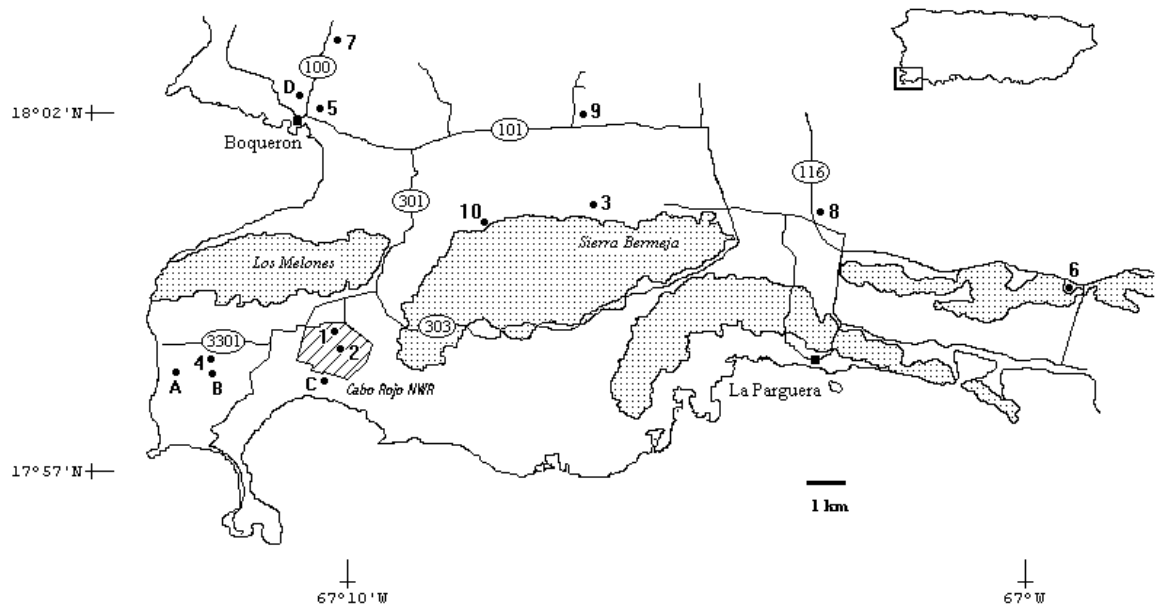 7
100
D
5
18°02'N
9
101
Boqueron
116
301
3
8
10
Sierra Bermeja
Los Melones
6
303
1
3301
2
4
A
B
C
Cabo Rojo NWR
La Parguera
17°57'N
1 km
67°10'W
67°W